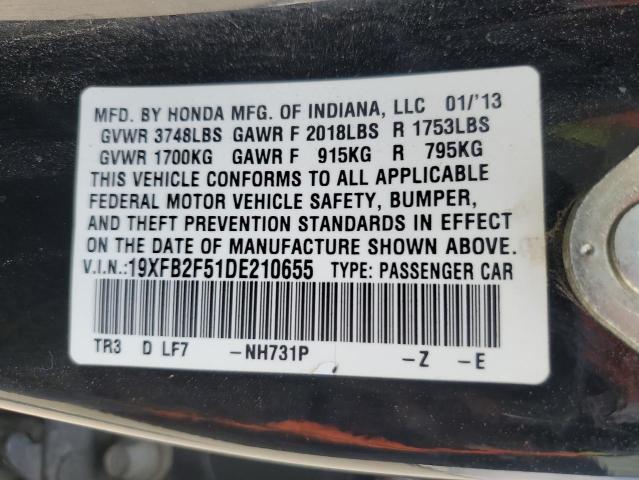 MFD. BY HONDA MFG. OF INDIANA, LLC 01/'13
GVWR 3748LBS GAWR F 2018LBS R 1753LBS
GVWR 1700KG GAWR F 915KG R 795KG
THIS VEHICLE CONFORMS TO ALL APPLICABLE
FEDERAL MOTOR VEHICLE SAFETY, BUMPER,
AND THEFT PREVENTION STANDARDS IN EFFECT
ON THE DATE OF MANUFACTURE SHOWN ABOVE.
V.I.N.:19XFB2F51DE210655 TYPE: PASSENGER CAR
TR3 D LF7 -NH731P -Z -E